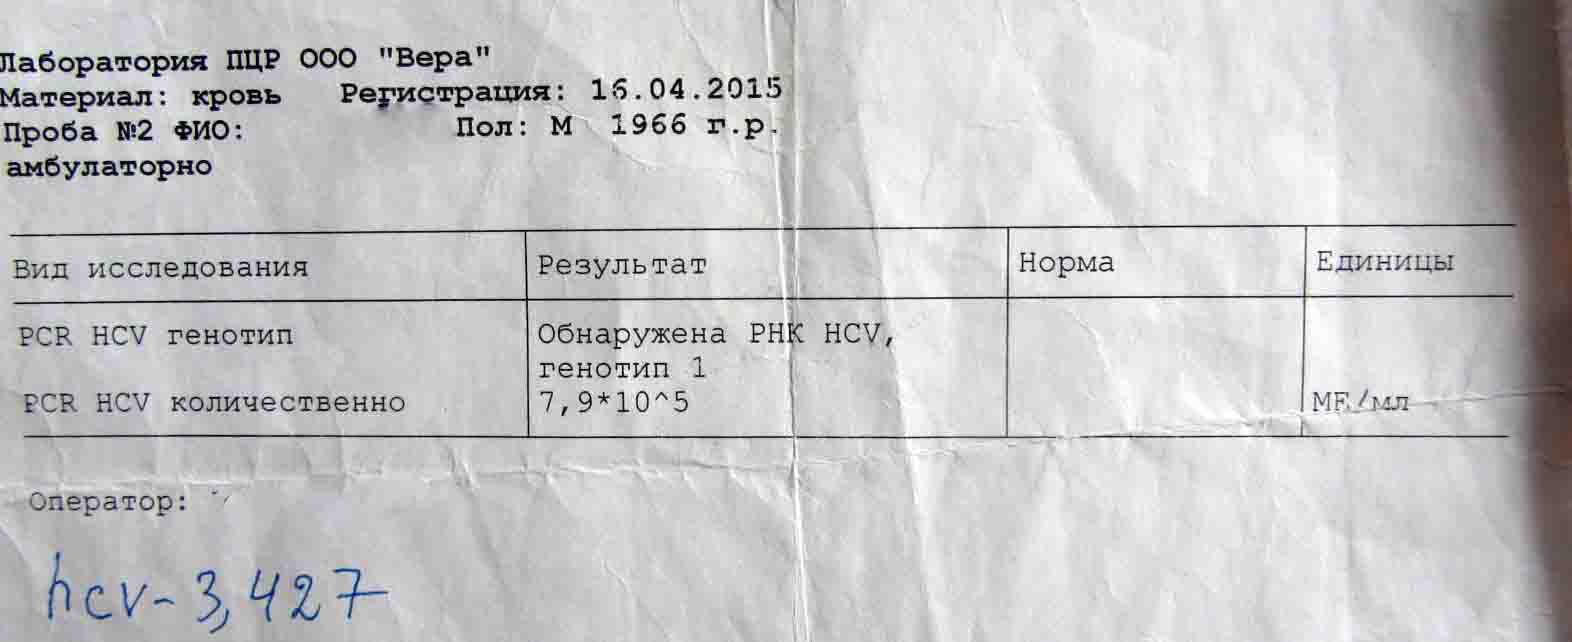 Лаборатория ПЦР ООО "Вера"
Материал: кровь Регистрация: 16.04.2015
Проба №2 ФИО: Пол: М 1966 г.р.
амбулаторно
Вид исследования Результат Норма Единицы
PCR HCV генотип Обнаружена РНК HCV,
генотип 1
PCR HCV количественно 7,9*10^5 МЕ/мл
Оператор:
hcv - 3,427